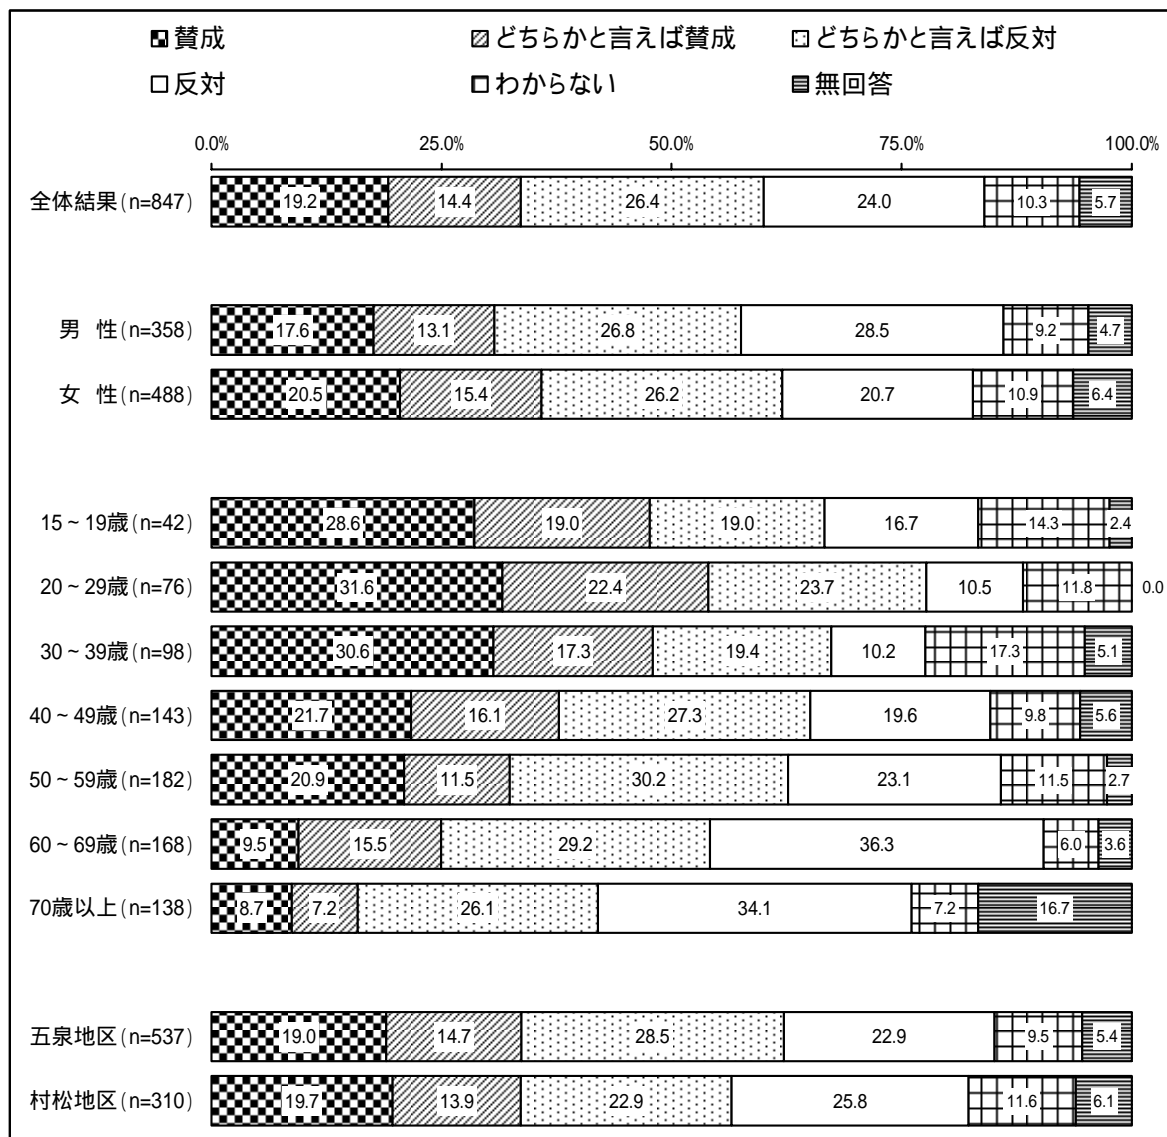 賛成 どちらかと言えば賛成 どちらかと言えば反対
反対 わからない 無回答
0.0% 25.0% 50.0% 75.0% 100.0%
全体結果(n=847) 19.2 14.4 26.4 24.0 10.3 5.7
男 性(n=358) 17.6 13.1 26.8 28.5 9.2 4.7
女 性(n=488) 20.5 15.4 26.2 20.7 10.9 6.4
15~19歳(n=42) 28.6 19.0 19.0 16.7 14.3 2.4
20~29歳(n=76) 31.6 22.4 23.7 10.5 11.8 0.0
30~39歳(n=98) 30.6 17.3 19.4 10.2 17.3 5.1
40~49歳(n=143) 21.7 16.1 27.3 19.6 9.8 5.6
50~59歳(n=182) 20.9 11.5 30.2 23.1 11.5 2.7
60~69歳(n=168) 9.5 15.5 29.2 36.3 6.0 3.6
70歳以上(n=138) 8.7 7.2 26.1 34.1 7.2 16.7
五泉地区(n=537) 19.0 14.7 28.5 22.9 9.5 5.4
村松地区(n=310) 19.7 13.9 22.9 25.8 11.6 6.1